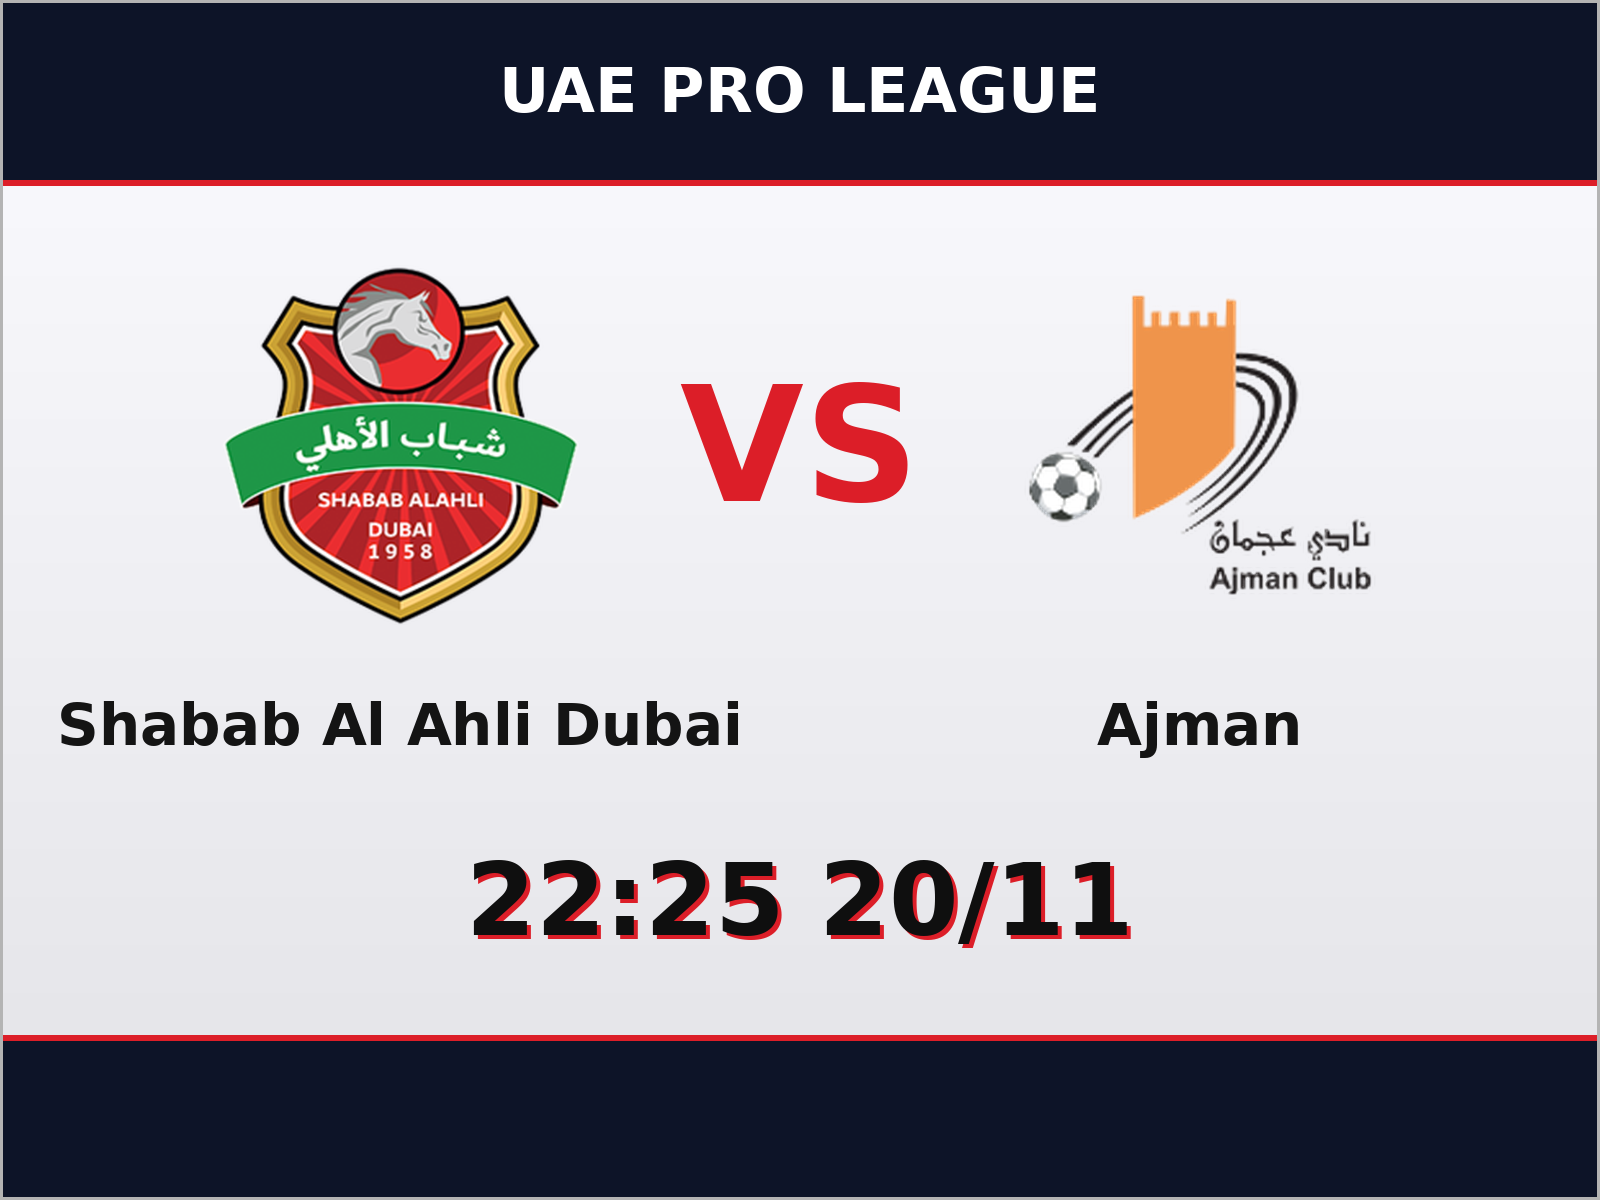 UAE PRO LEAGUE
شباب الأهلي
SHABAB ALAHLI
DUBAI
1958
VS
نادي عجمان
Ajman Club
Shabab Al Ahli Dubai
Ajman
22:25 20/11